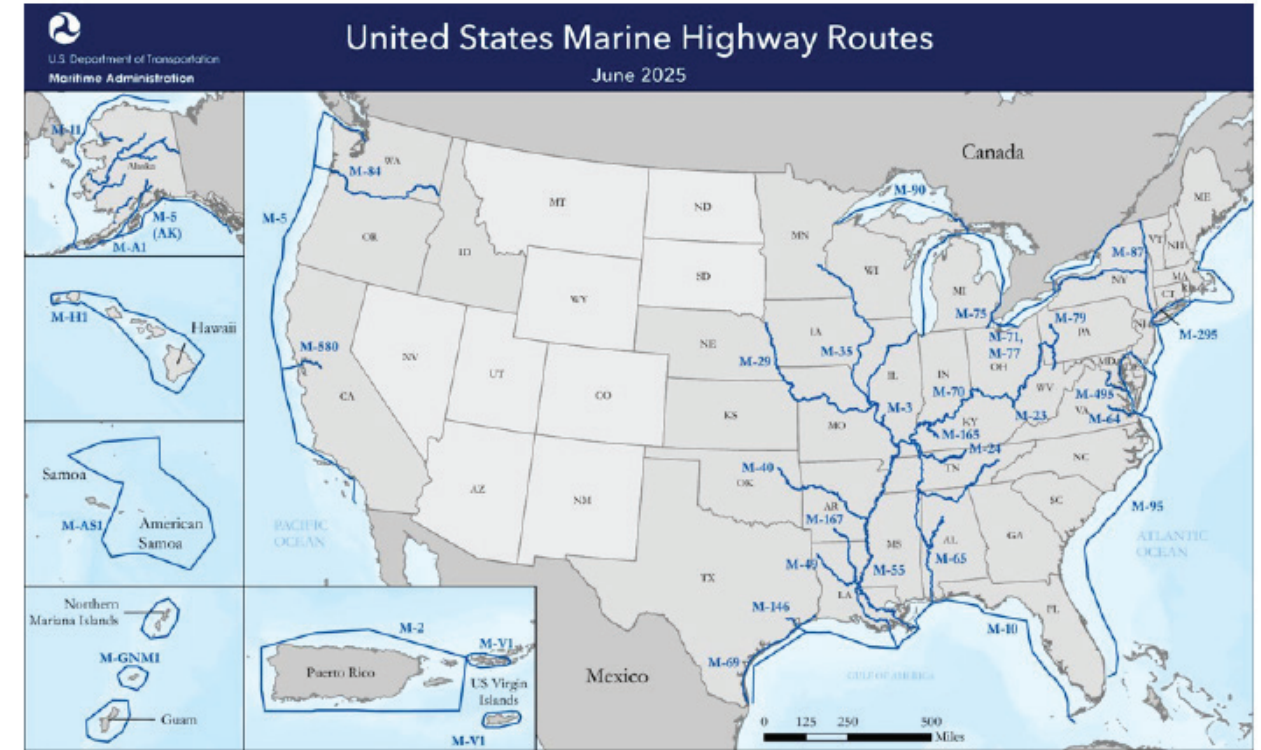 United States Marine Highway Routes
June 2025
U.S. Department of Transportation
Maritime Administration
M-11
Alaska
M-5
(AK)
M-A1
M-H1
Hawaii
Samoa
M-AS1
American
Samoa
Northern
Mariana Islands
M-GNM1
Guam
M-2
Puerto Rico
M-V1
US Virgin
Islands
M-V1
Canada
Mexico
PACIFIC
OCEAN
ATLANTIC
OCEAN
GULF OF AMERICA
M-84
WA
M-5
OR
ID
MT
ND
SD
WY
NE
MN
WI
M-90
MI
M-75
M-71,
M-77
OH
M-79
PA
NY
M-87
VT
NH
ME
MA
CT
NJ
M-295
MD
M-495
VA
M-64
WV
M-23
KY
M-70
IN
IL
M-3
M-165
M-24
TN
NC
SC
M-95
GA
AL
M-65
MS
M-55
FL
M-10
LA
M-49
M-167
AR
M-40
OK
MO
M-35
IA
M-29
KS
CO
UT
NV
CA
M-580
AZ
NM
TX
M-146
M-69
0 125 250 500
Miles